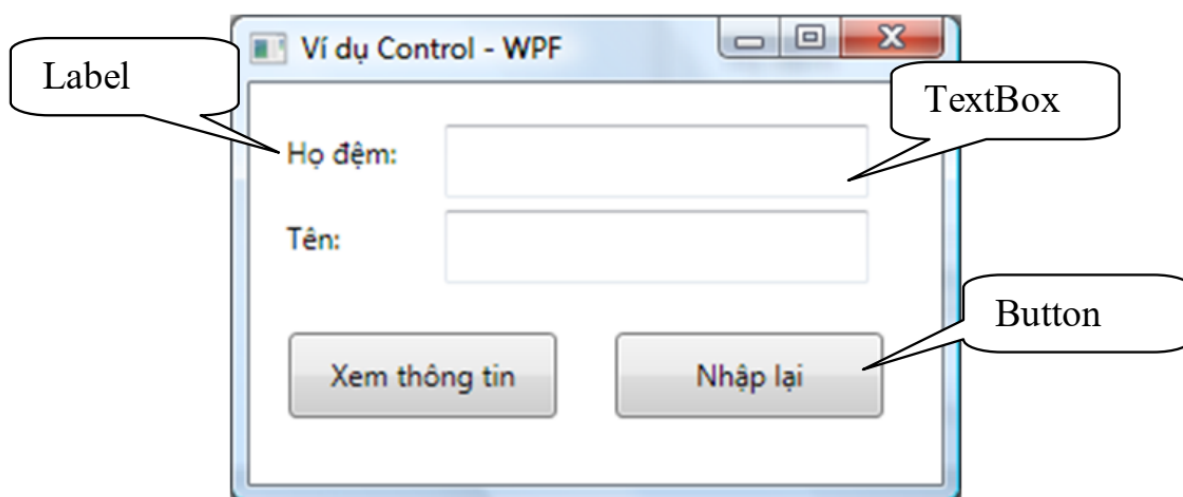 Ví dụ Control - WPF
Label
TextBox
Họ đệm:
Tên:
Button
Xem thông tin
Nhập lại